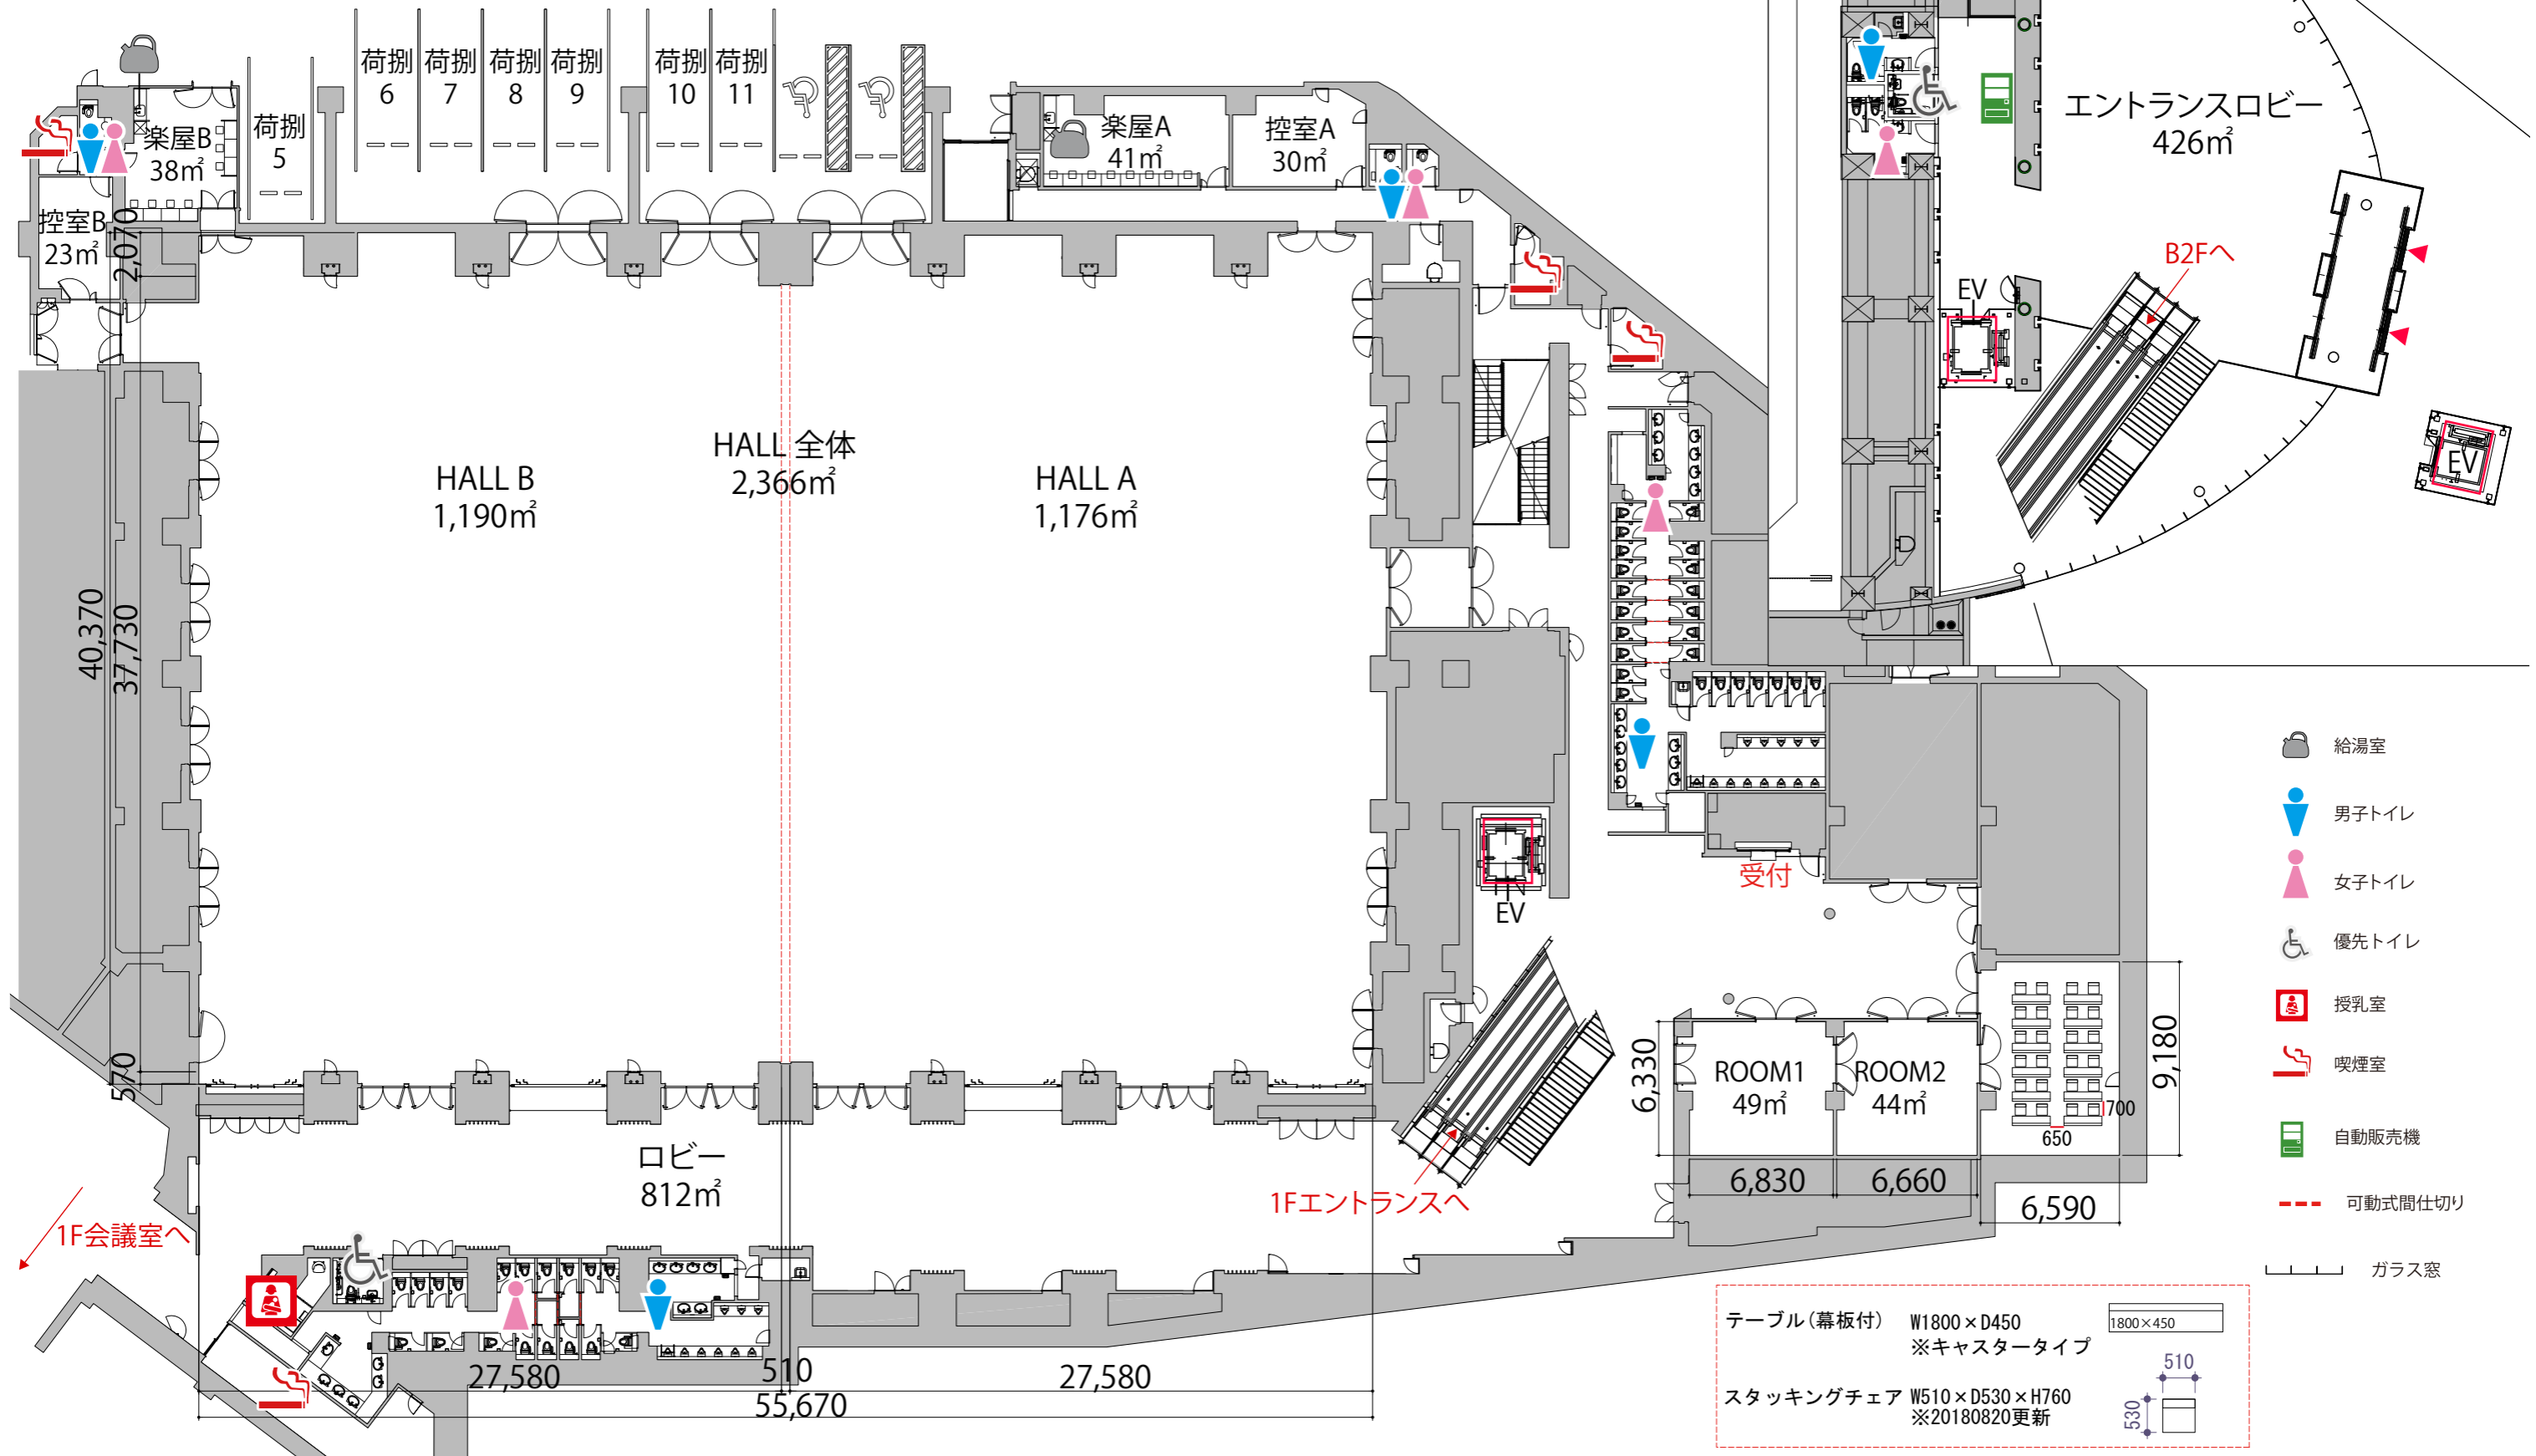 荷捌
6
荷捌
7
荷捌
8
荷捌
9
荷捌
10
荷捌
11
荷捌
5
楽屋B
38㎡
控室B
23㎡
楽屋A
41㎡
控室A
30㎡
エントランスロビー
426㎡
B2Fへ
EV
EV
2,070
HALL 全体
2,366㎡
HALL B
1,190㎡
HALL A
1,176㎡
40,370
37,730
570
受付
EV
ROOM1
49㎡
ROOM2
44㎡
6,330
9,180
700
650
6,830
6,660
6,590
ロビー
812㎡
1Fエントランスへ
1F会議室へ
27,580
510
27,580
55,670
給湯室
男子トイレ
女子トイレ
優先トイレ
授乳室
喫煙室
自動販売機
可動式間仕切り
ガラス窓
テーブル(幕板付) W1800×D450
※キャスタータイプ
1800×450
スタッキングチェア W510×D530×H760
※20180820更新
510
530